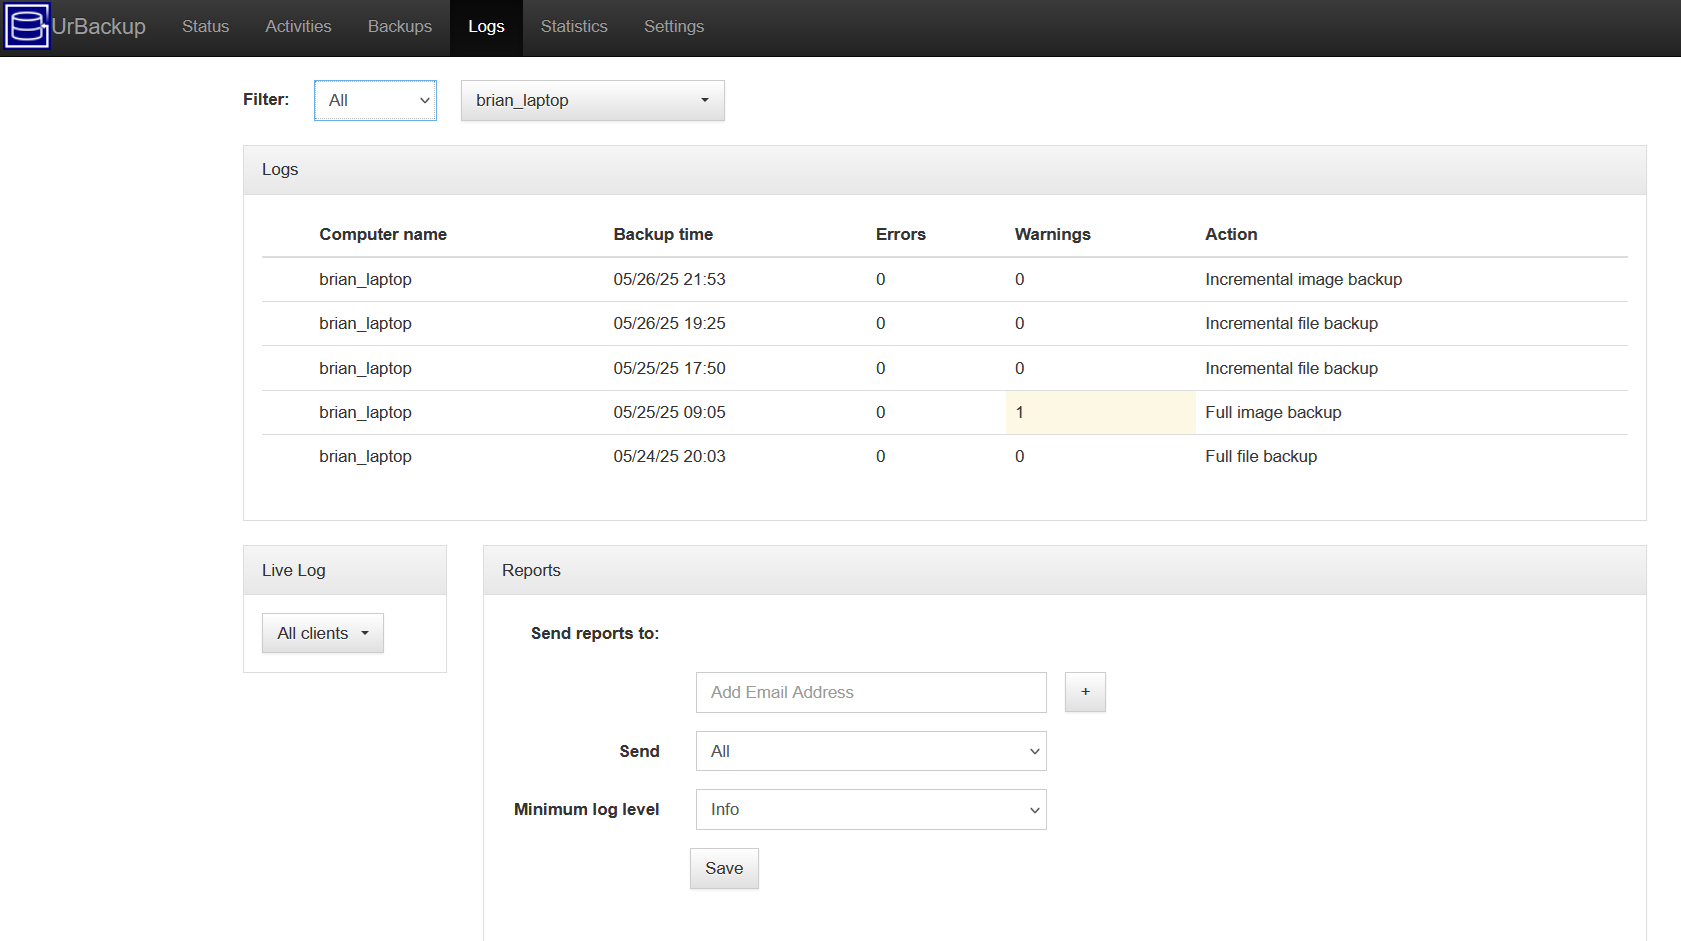 UrBackup Status Activities Backups Logs Statistics Settings
Filter: All brian_laptop
Logs
Computer name Backup time Errors Warnings Action
brian_laptop 05/26/25 21:53 0 0 Incremental image backup
brian_laptop 05/26/25 19:25 0 0 Incremental file backup
brian_laptop 05/25/25 17:50 0 0 Incremental file backup
brian_laptop 05/25/25 09:05 0 1 Full image backup
brian_laptop 05/24/25 20:03 0 0 Full file backup
Live Log
All clients
Reports
Send reports to:
Add Email Address +
Send All
Minimum log level Info
Save